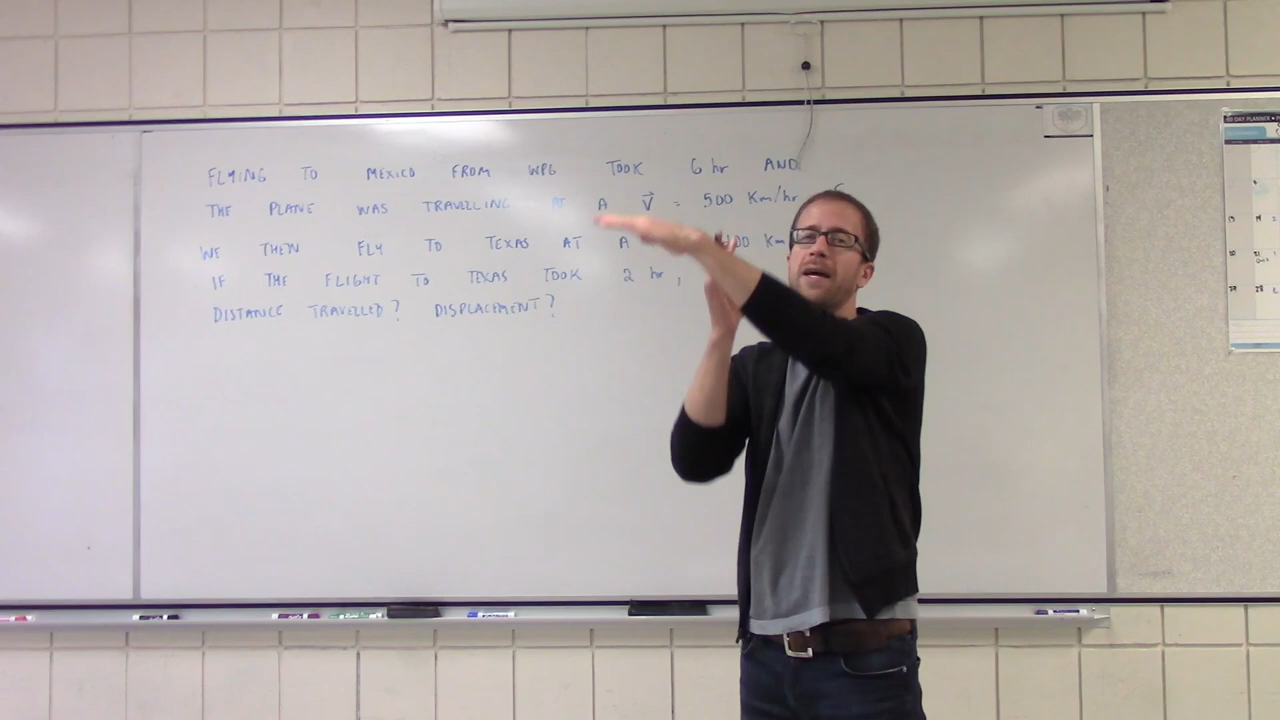 FLYING TO MEXICO FROM WPG TOOK 6 hr AND
THE PLANE WAS TRAVELLING AT A V⃗ = 500 Km/hr
WE THEN FLY TO TEXAS AT A Km
IF THE FLIGHT TO TEXAS TOOK 2 hr,
DISTANCE TRAVELLED? DISPLACEMENT?